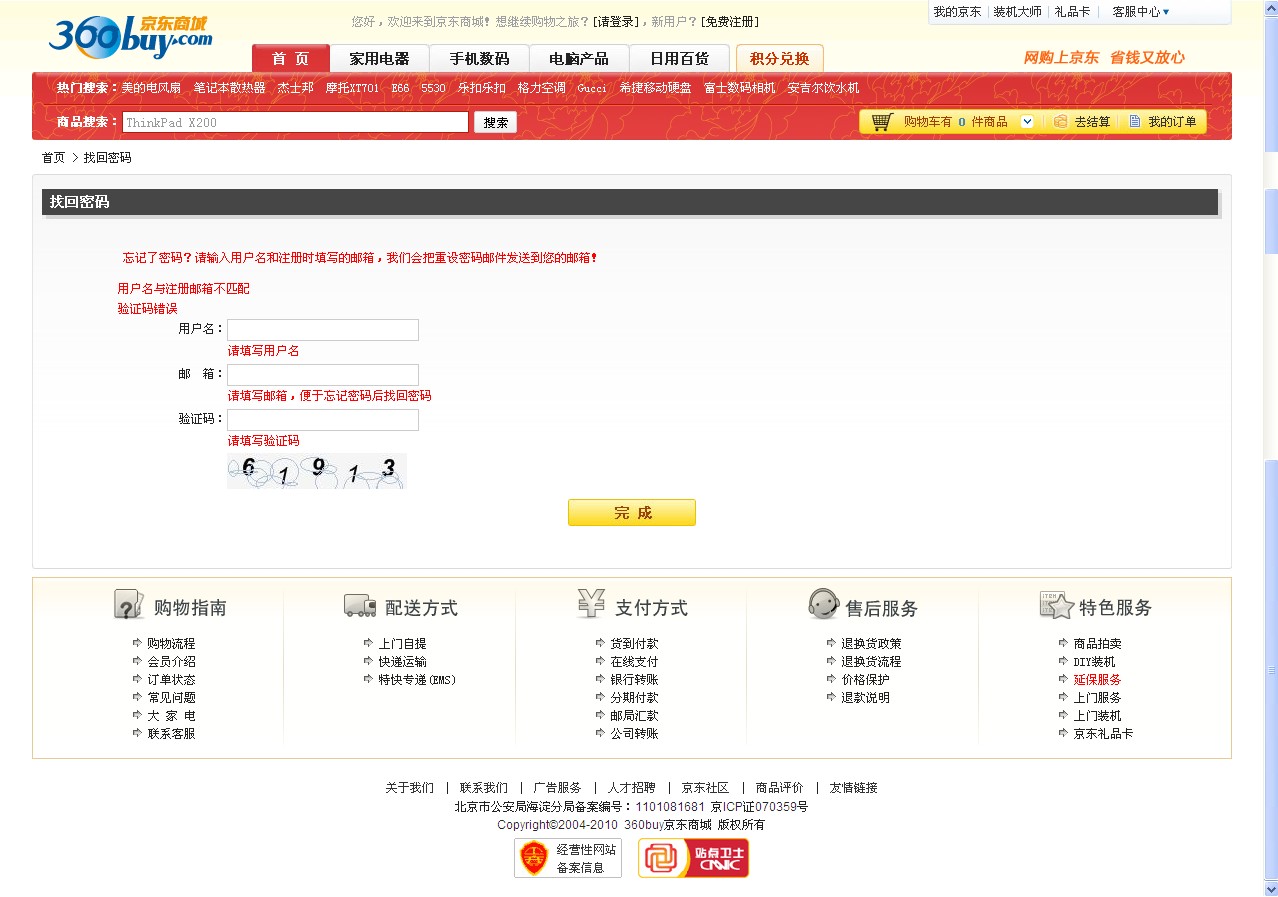 我的京东 装机大师 礼品卡 客服中心
京东商城
360buy.com
您好，欢迎来到京东商城！想继续购物之旅？[请登录]，新用户？[免费注册]
首 页 家用电器 手机数码 电脑产品 日用百货 积分兑换
网购上京东 省钱又放心
热门搜索：美的电风扇 笔记本散热器 杰士邦 摩托XT701 E66 5530 乐扣乐扣 格力空调 Gucci 希捷移动硬盘 富士数码相机 安吉尔饮水机
商品搜索：ThinkPad X200 搜索 购物车有 0 件商品 去结算 我的订单
首页 > 找回密码
找回密码
忘记了密码？请输入用户名和注册时填写的邮箱，我们会把重设密码邮件发送到您的邮箱！
用户名与注册邮箱不匹配
验证码错误
用户名：
请填写用户名
邮 箱：
请填写邮箱，便于忘记密码后找回密码
验证码：
请填写验证码
61913
完 成
购物指南
购物流程
会员介绍
订单状态
常见问题
大 家 电
联系客服
配送方式
上门自提
快递运输
特快专递(EMS)
支付方式
货到付款
在线支付
银行转账
分期付款
邮局汇款
公司转账
售后服务
退换货政策
退换货流程
价格保护
退款说明
特色服务
商品拍卖
DIY装机
延保服务
上门服务
上门装机
京东礼品卡
关于我们 | 联系我们 | 广告服务 | 人才招聘 | 京东社区 | 商品评价 | 友情链接
北京市公安局海淀分局备案编号：1101081681 京ICP证070359号
Copyright©2004-2010 360buy京东商城 版权所有
经营性网站
备案信息
站点卫士
CNNIC